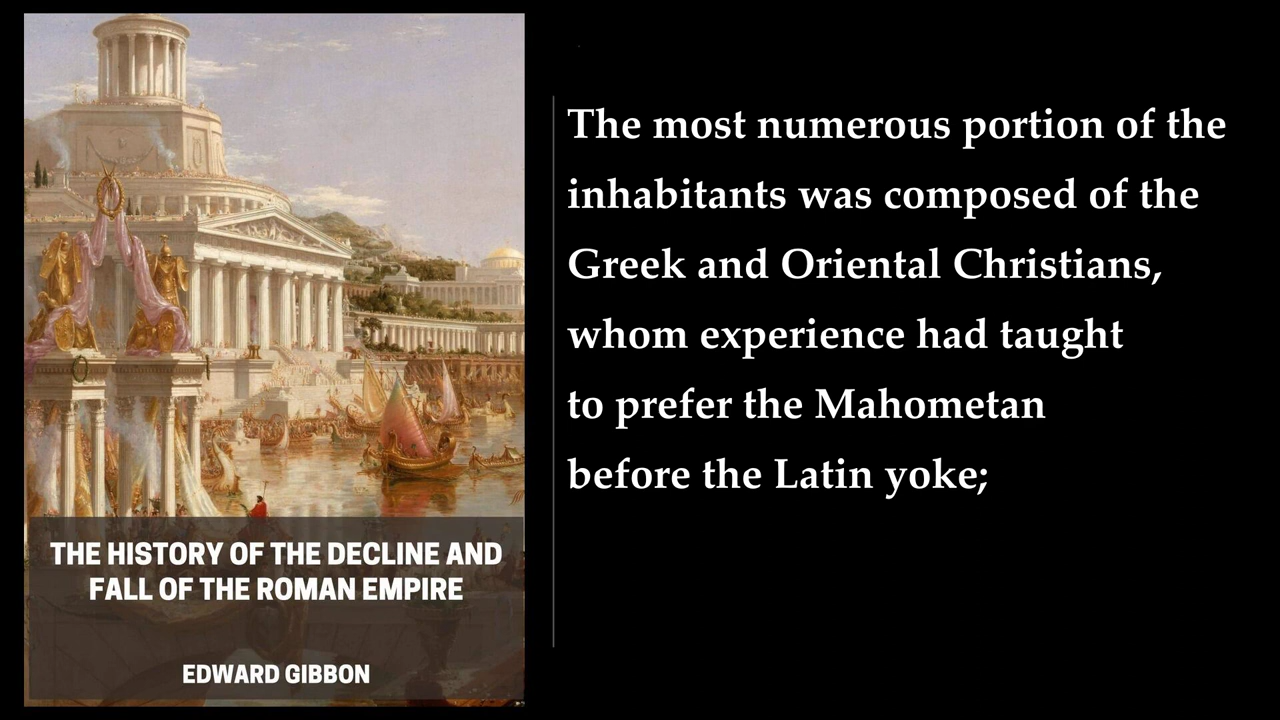 The most numerous portion of the
inhabitants was composed of the
Greek and Oriental Christians,
whom experience had taught
to prefer the Mahometan
before the Latin yoke;
THE HISTORY OF THE DECLINE AND
FALL OF THE ROMAN EMPIRE
EDWARD GIBBON